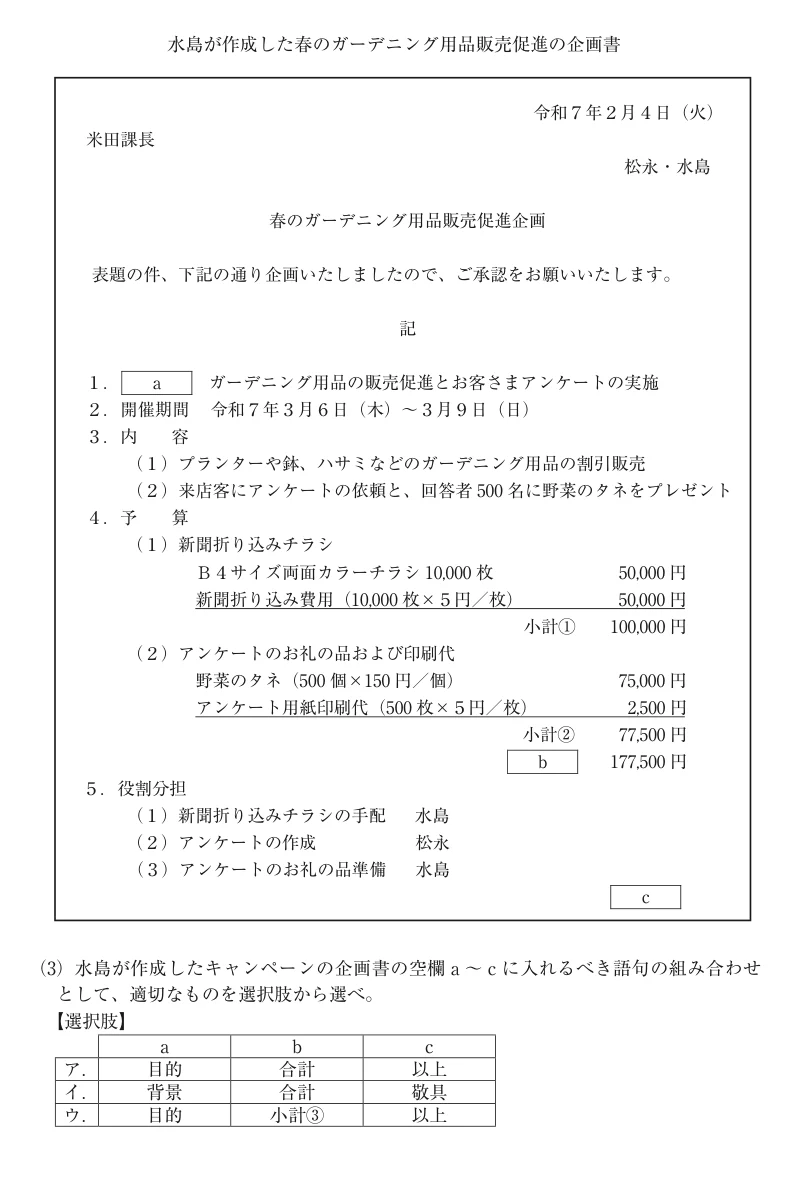 水島が作成した春のガーデニング用品販売促進の企画書
令和７年２月４日（火）
米田課長
松永・水島
春のガーデニング用品販売促進企画
表題の件、下記の通り企画いたしましたので、ご承認をお願いいたします。
記
１．a ガーデニング用品の販売促進とお客さまアンケートの実施
２．開催期間 令和７年３月６日（木）～３月９日（日）
３．内　　容
（１）プランターや鉢、ハサミなどのガーデニング用品の割引販売
（２）来店客にアンケートの依頼と、回答者500名に野菜のタネをプレゼント
４．予　　算
（１）新聞折り込みチラシ
Ｂ４サイズ両面カラーチラシ10,000枚 50,000円
新聞折り込み費用（10,000枚×５円／枚） 50,000円
小計① 100,000円
（２）アンケートのお礼の品および印刷代
野菜のタネ（500個×150円／個） 75,000円
アンケート用紙印刷代（500枚×５円／枚） 2,500円
小計② 77,500円
b 177,500円
５．役割分担
（１）新聞折り込みチラシの手配 水島
（２）アンケートの作成 松永
（３）アンケートのお礼の品準備 水島
c
(3) 水島が作成したキャンペーンの企画書の空欄a～cに入れるべき語句の組み合わせ
として、適切なものを選択肢から選べ。
【選択肢】
a b c
ア． 目的 合計 以上
イ． 背景 合計 敬具
ウ． 目的 小計③ 以上